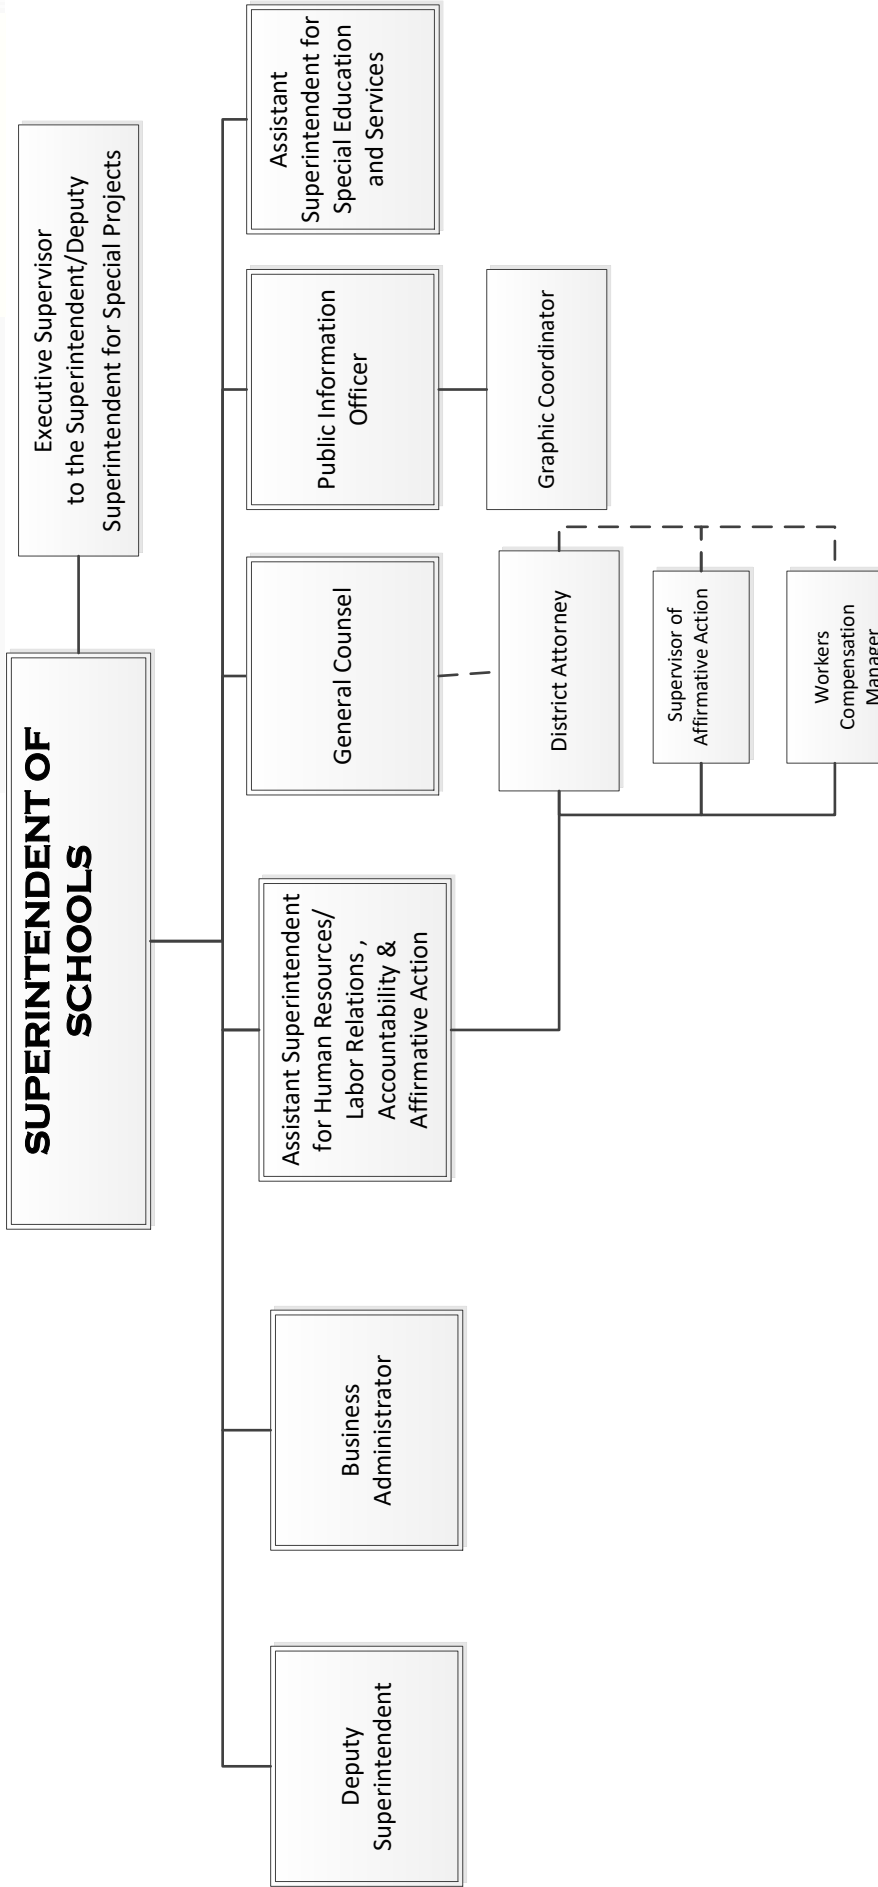 SUPERINTENDENT OF
SCHOOLS
Executive Supervisor
to the Superintendent/Deputy
Superintendent for Special Projects
Deputy
Superintendent
Business
Administrator
Assistant Superintendent
for Human Resources/
Labor Relations ,
Accountability &
Affirmative Action
General Counsel
Public Information
Officer
Assistant
Superintendent for
Special Education
and Services
District Attorney
Graphic Coordinator
Supervisor of
Affirmative Action
Workers
Compensation
Manager